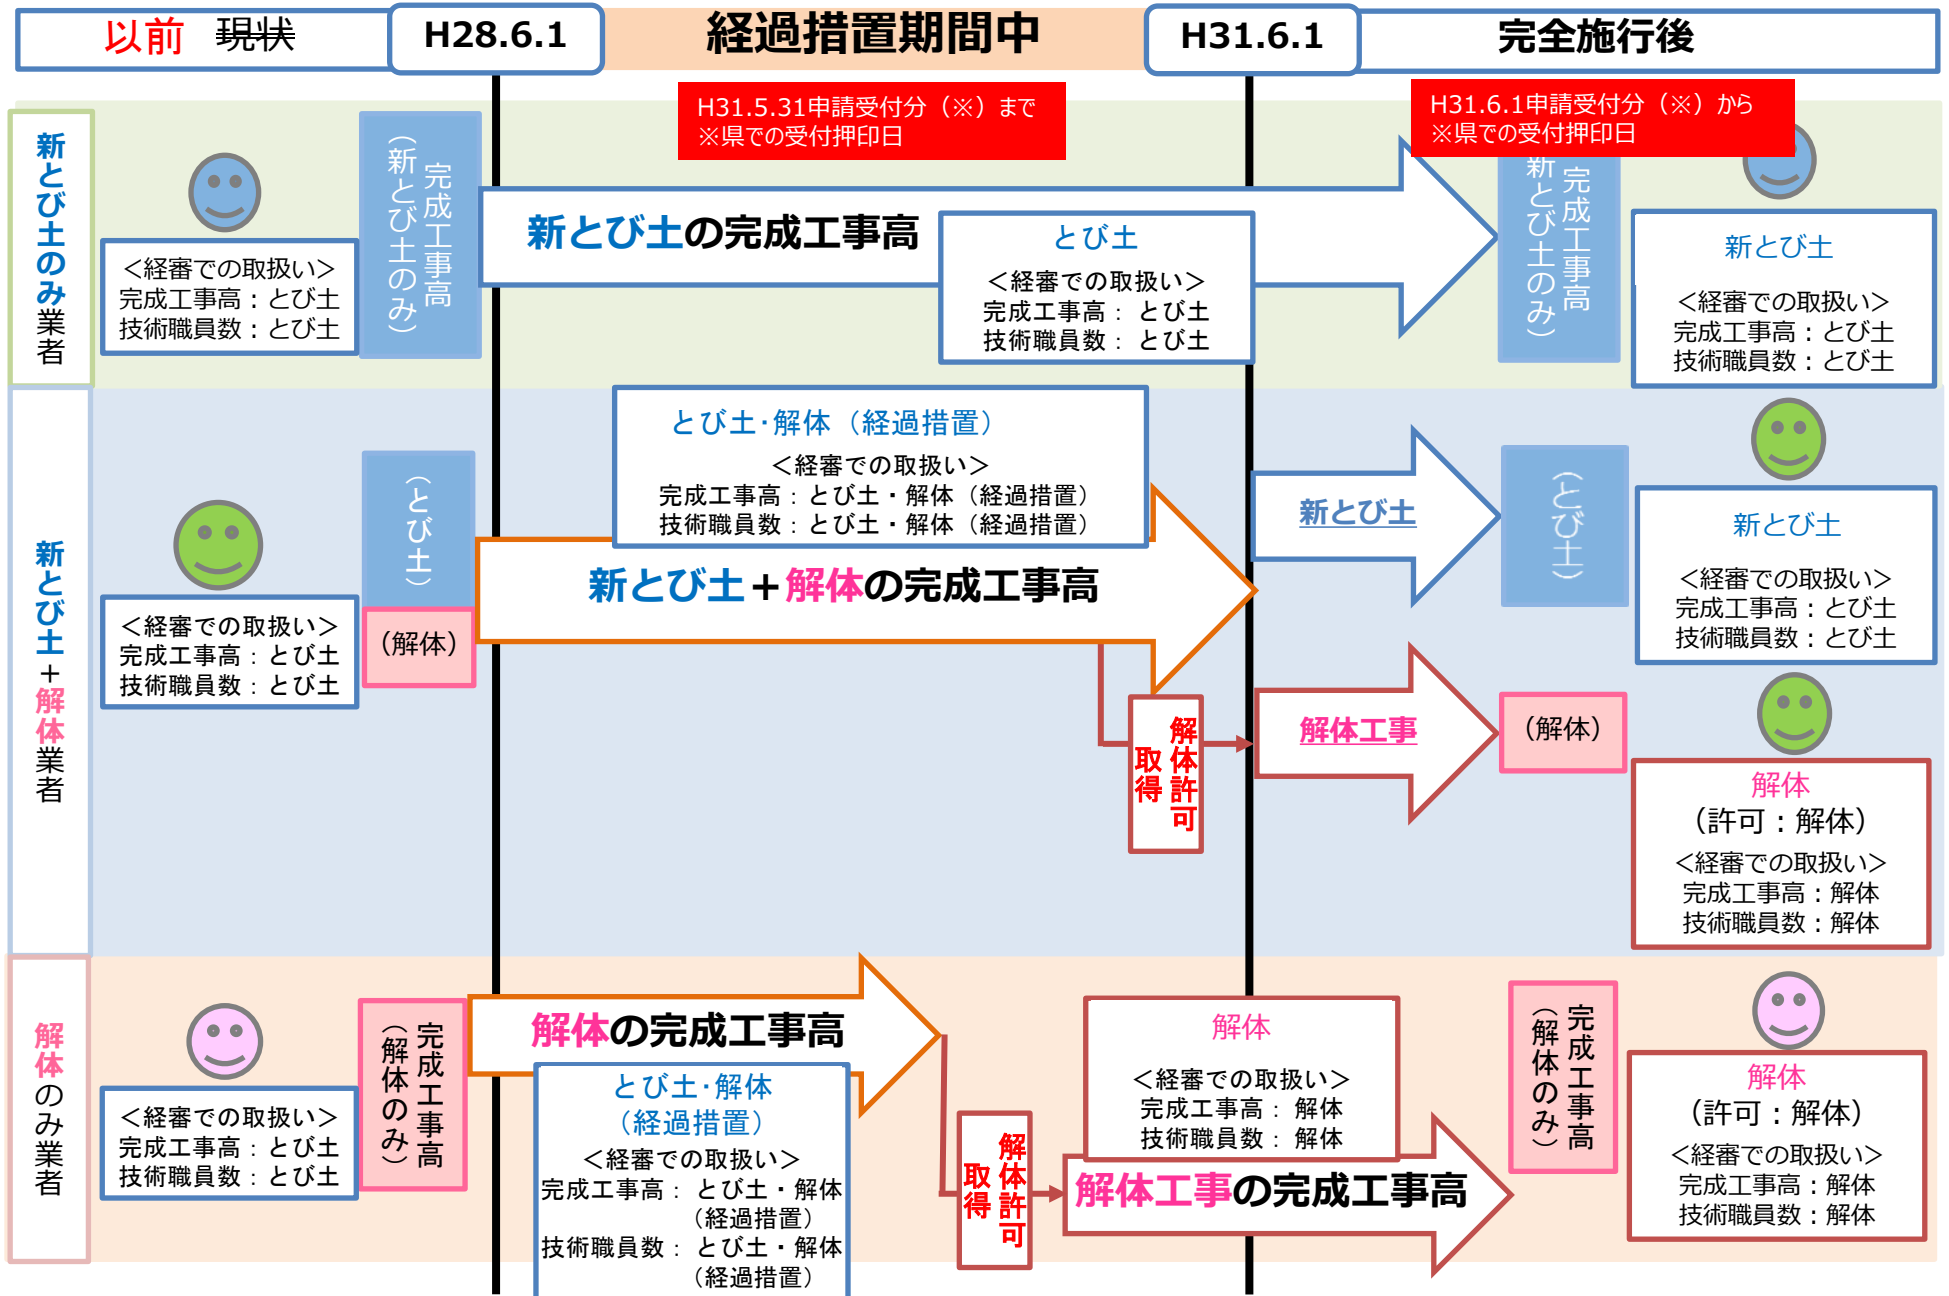 以前 現状
H28.6.1
経過措置期間中
H31.6.1
完全施行後
H31.5.31申請受付分（※）まで
※県での受付押印日
H31.6.1申請受付分（※）から
※県での受付押印日
新とび土のみ業者
＜経審での取扱い＞
完成工事高：とび土
技術職員数：とび土
完成工事高
（新とび土のみ）
新とび土の完成工事高
とび土
＜経審での取扱い＞
完成工事高： とび土
技術職員数： とび土
完成工事高
新とび土のみ）
新とび土
＜経審での取扱い＞
完成工事高：とび土
技術職員数：とび土
新とび土＋解体業者
＜経審での取扱い＞
完成工事高：とび土
技術職員数：とび土
（とび土）
（解体）
とび土･解体（経過措置）
＜経審での取扱い＞
完成工事高：とび土・解体（経過措置）
技術職員数：とび土・解体（経過措置）
新とび土＋解体の完成工事高
解体許可
取得
新とび土
（とび土）
新とび土
＜経審での取扱い＞
完成工事高：とび土
技術職員数：とび土
解体工事
（解体）
解体
（許可：解体）
＜経審での取扱い＞
完成工事高：解体
技術職員数：解体
解体のみ業者
＜経審での取扱い＞
完成工事高：とび土
技術職員数：とび土
完成工事高
（解体のみ）
解体の完成工事高
とび土･解体
（経過措置）
＜経審での取扱い＞
完成工事高： とび土・解体
（経過措置）
技術職員数： とび土・解体
（経過措置）
解体許可
取得
解体
＜経審での取扱い＞
完成工事高： 解体
技術職員数： 解体
解体工事の完成工事高
完成工事高
（解体のみ）
解体
（許可：解体）
＜経審での取扱い＞
完成工事高：解体
技術職員数：解体